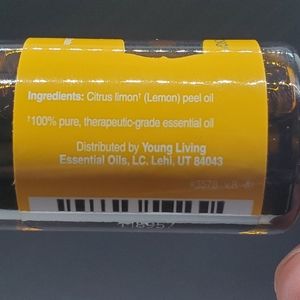 Ingredients: Citrus limon† (Lemon) peel oil
†100% pure, therapeutic-grade essential oil
Distributed by Young Living
Essential Oils, LC. Lehi, UT 84043